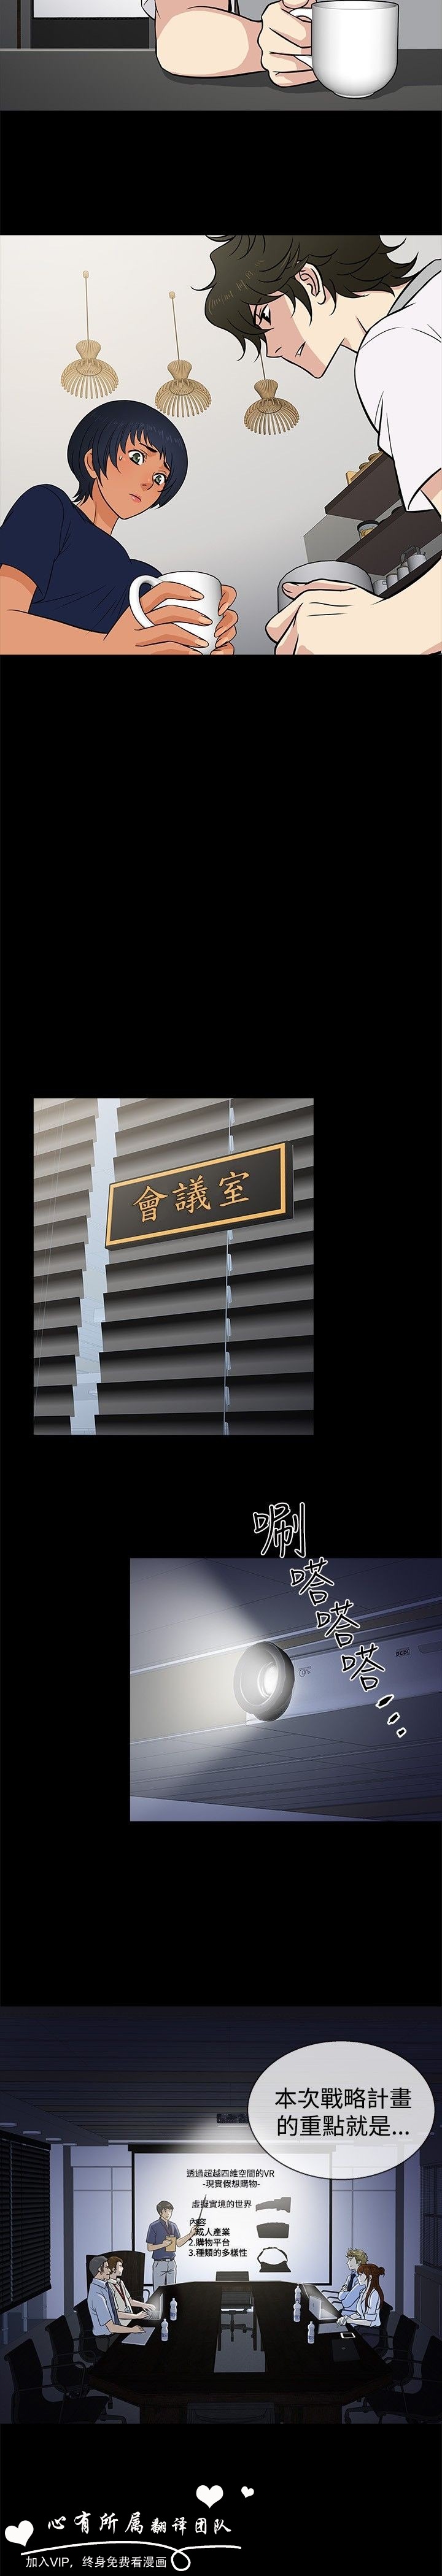 會議室
唰
嗒
嗒
嗒
本次戰略計畫
的重點就是...
透過超越四維空間的VR
-現實假想購物-
虛擬實境的世界
內容
成人產業
2.購物平台
3.種類的多樣性
心有所属翻译团队
加入VIP，终身免费看漫画